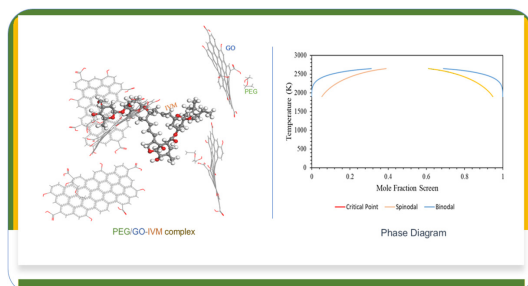 GO
PEG
IVM
PEG/GO-IVM complex
Temperature (K)
3000
2500
2000
1500
1000
500
0
0 0.2 0.4 0.6 0.8 1
Mole Fraction Screen
Critical Point Spinodal Binodal
Phase Diagram